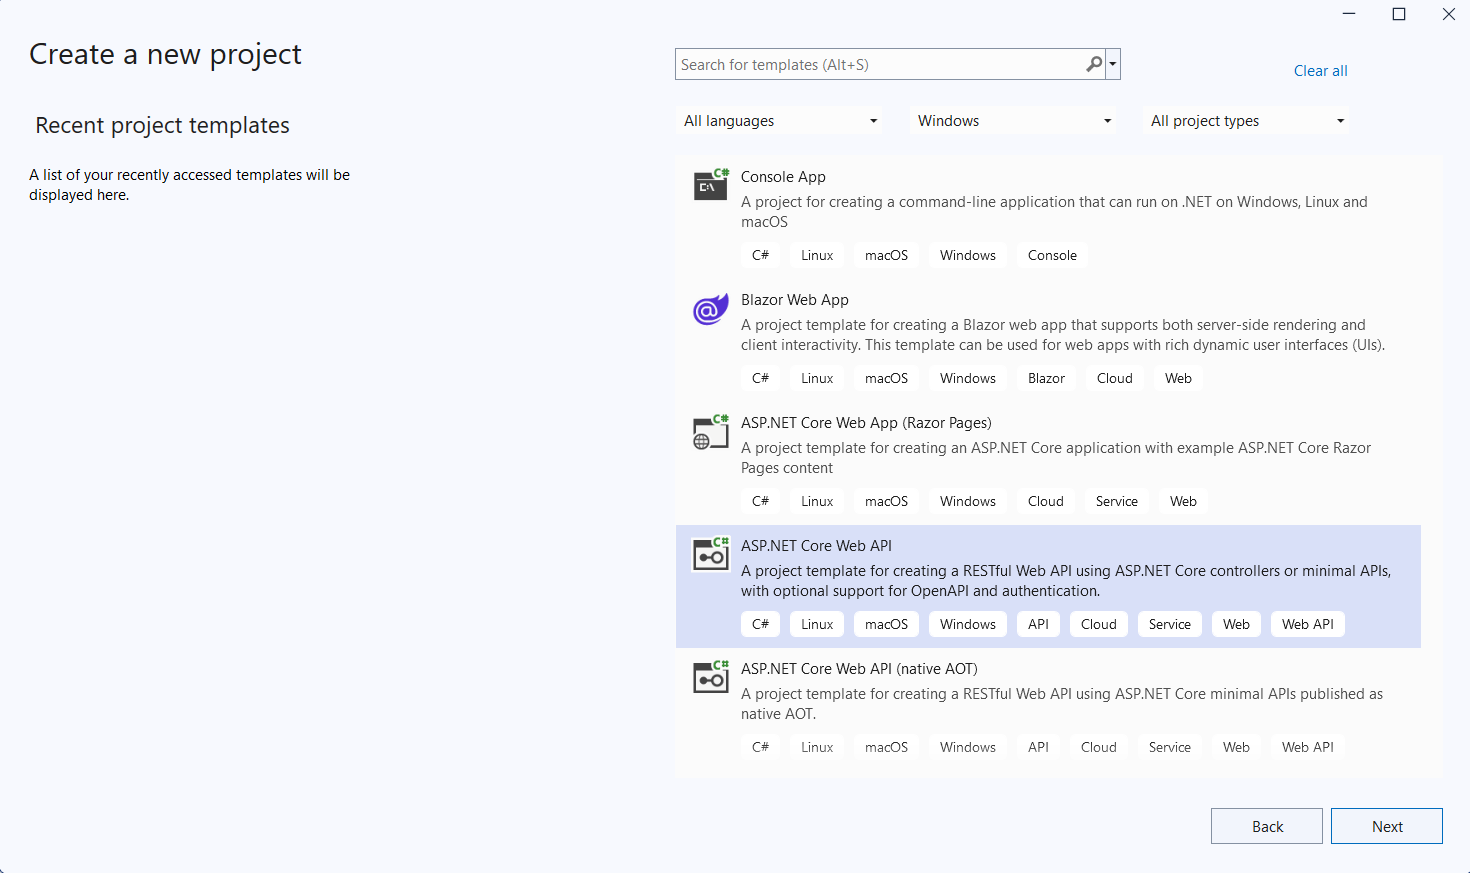 Create a new project
Search for templates (Alt+S)
Clear all
Recent project templates
All languages
Windows
All project types
A list of your recently accessed templates will be
displayed here.
C#
C:\
Console App
A project for creating a command-line application that can run on .NET on Windows, Linux and
macOS
C# Linux macOS Windows Console
@
Blazor Web App
A project template for creating a Blazor web app that supports both server-side rendering and
client interactivity. This template can be used for web apps with rich dynamic user interfaces (UIs).
C# Linux macOS Windows Blazor Cloud Web
C#
ASP.NET Core Web App (Razor Pages)
A project template for creating an ASP.NET Core application with example ASP.NET Core Razor
Pages content
C# Linux macOS Windows Cloud Service Web
C#
ASP.NET Core Web API
A project template for creating a RESTful Web API using ASP.NET Core controllers or minimal APIs,
with optional support for OpenAPI and authentication.
C# Linux macOS Windows API Cloud Service Web Web API
C#
ASP.NET Core Web API (native AOT)
A project template for creating a RESTful Web API using ASP.NET Core minimal APIs published as
native AOT.
C# Linux macOS Windows API Cloud Service Web Web API
Back
Next